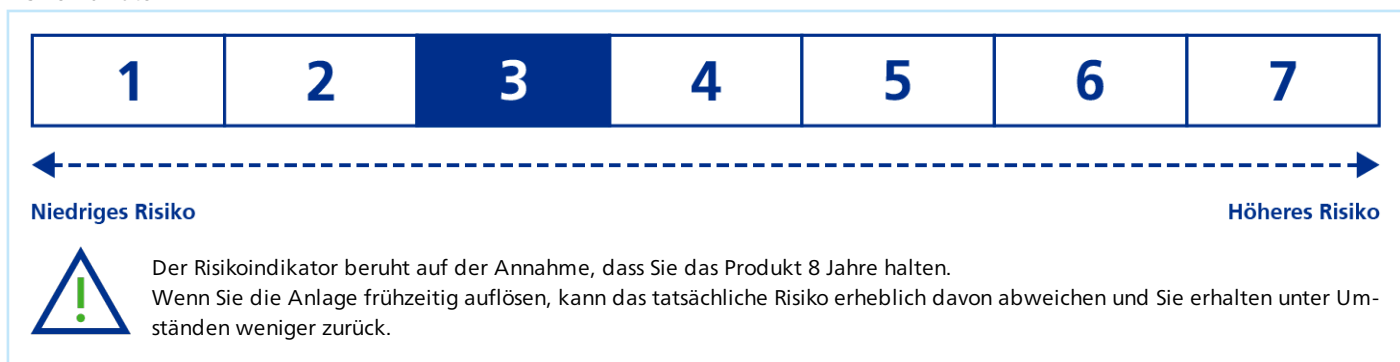 1 2 3 4 5 6 7
Niedriges Risiko Höheres Risiko
Der Risikoindikator beruht auf der Annahme, dass Sie das Produkt 8 Jahre halten.
Wenn Sie die Anlage frühzeitig auflösen, kann das tatsächliche Risiko erheblich davon abweichen und Sie erhalten unter Um-
ständen weniger zurück.